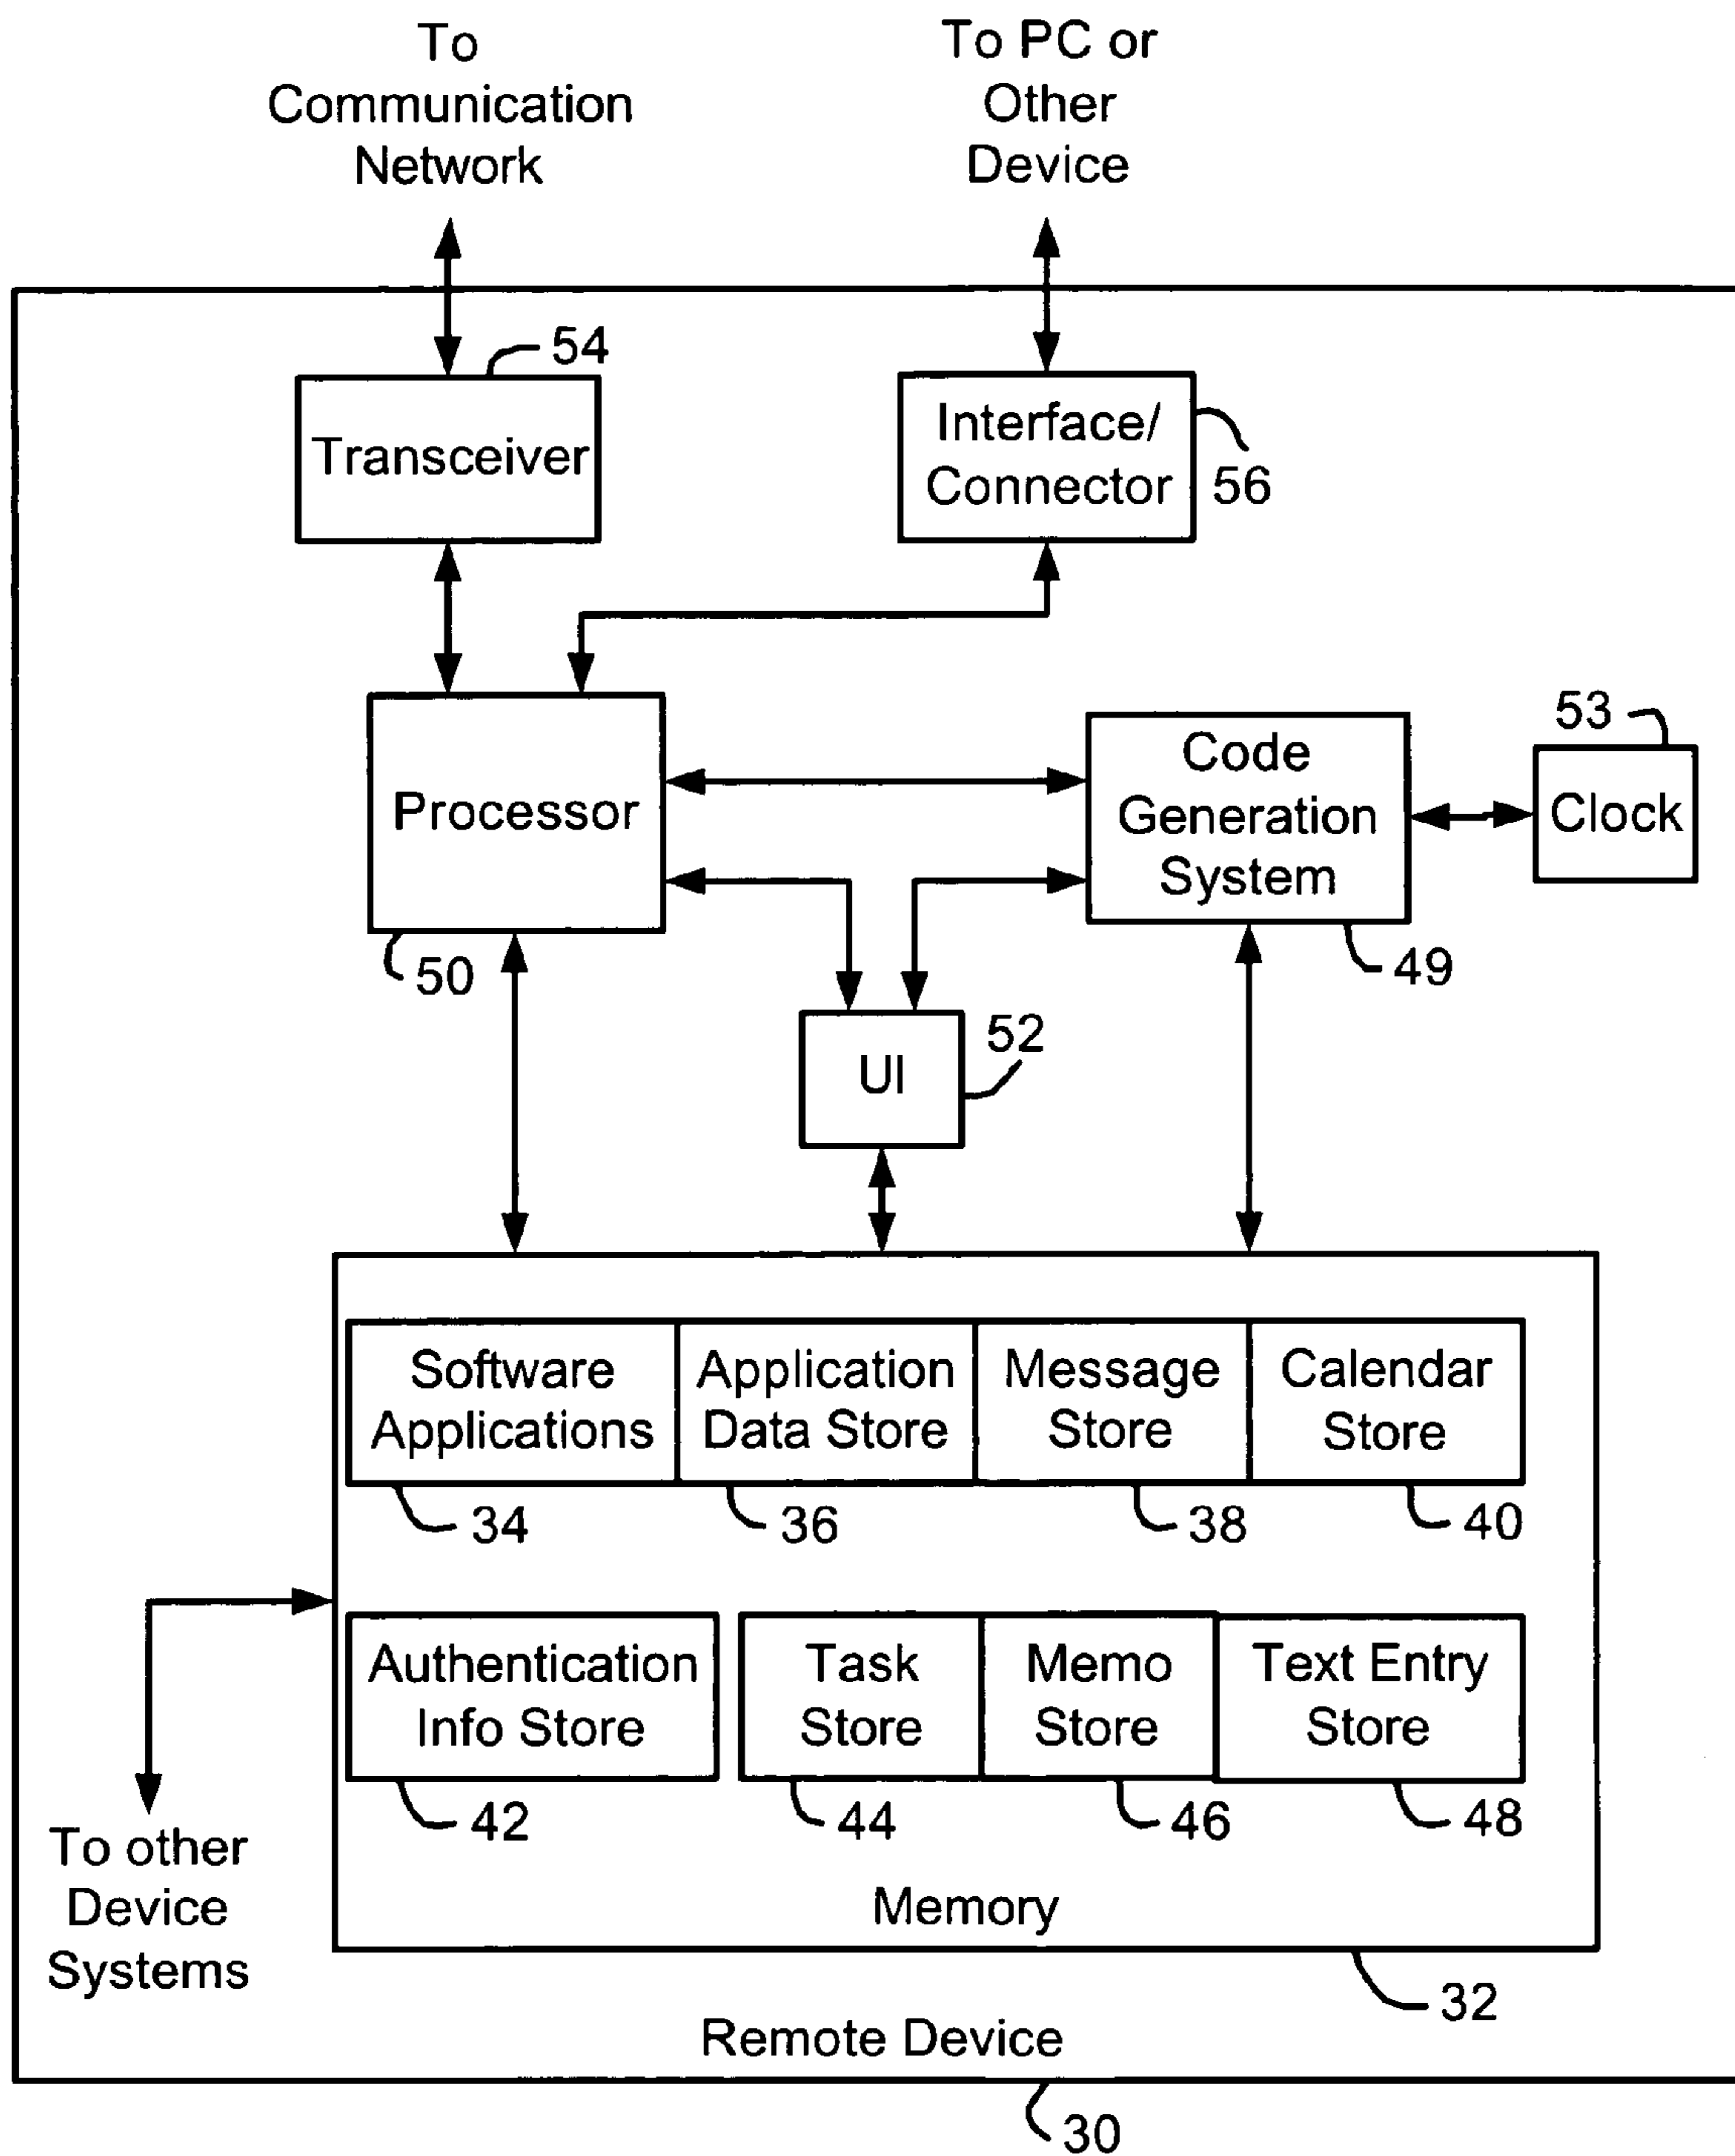 To
Communication
Network
To PC or
Other
Device
54
Transceiver
Interface/
Connector
56
Processor
50
Code
Generation
System
49
53
Clock
UI
52
Software
Applications
34
Application
Data Store
36
Message
Store
38
Calendar
Store
40
Authentication
Info Store
42
Task
Store
44
Memo
Store
46
Text Entry
Store
48
To other
Device
Systems
Memory
32
Remote Device
30